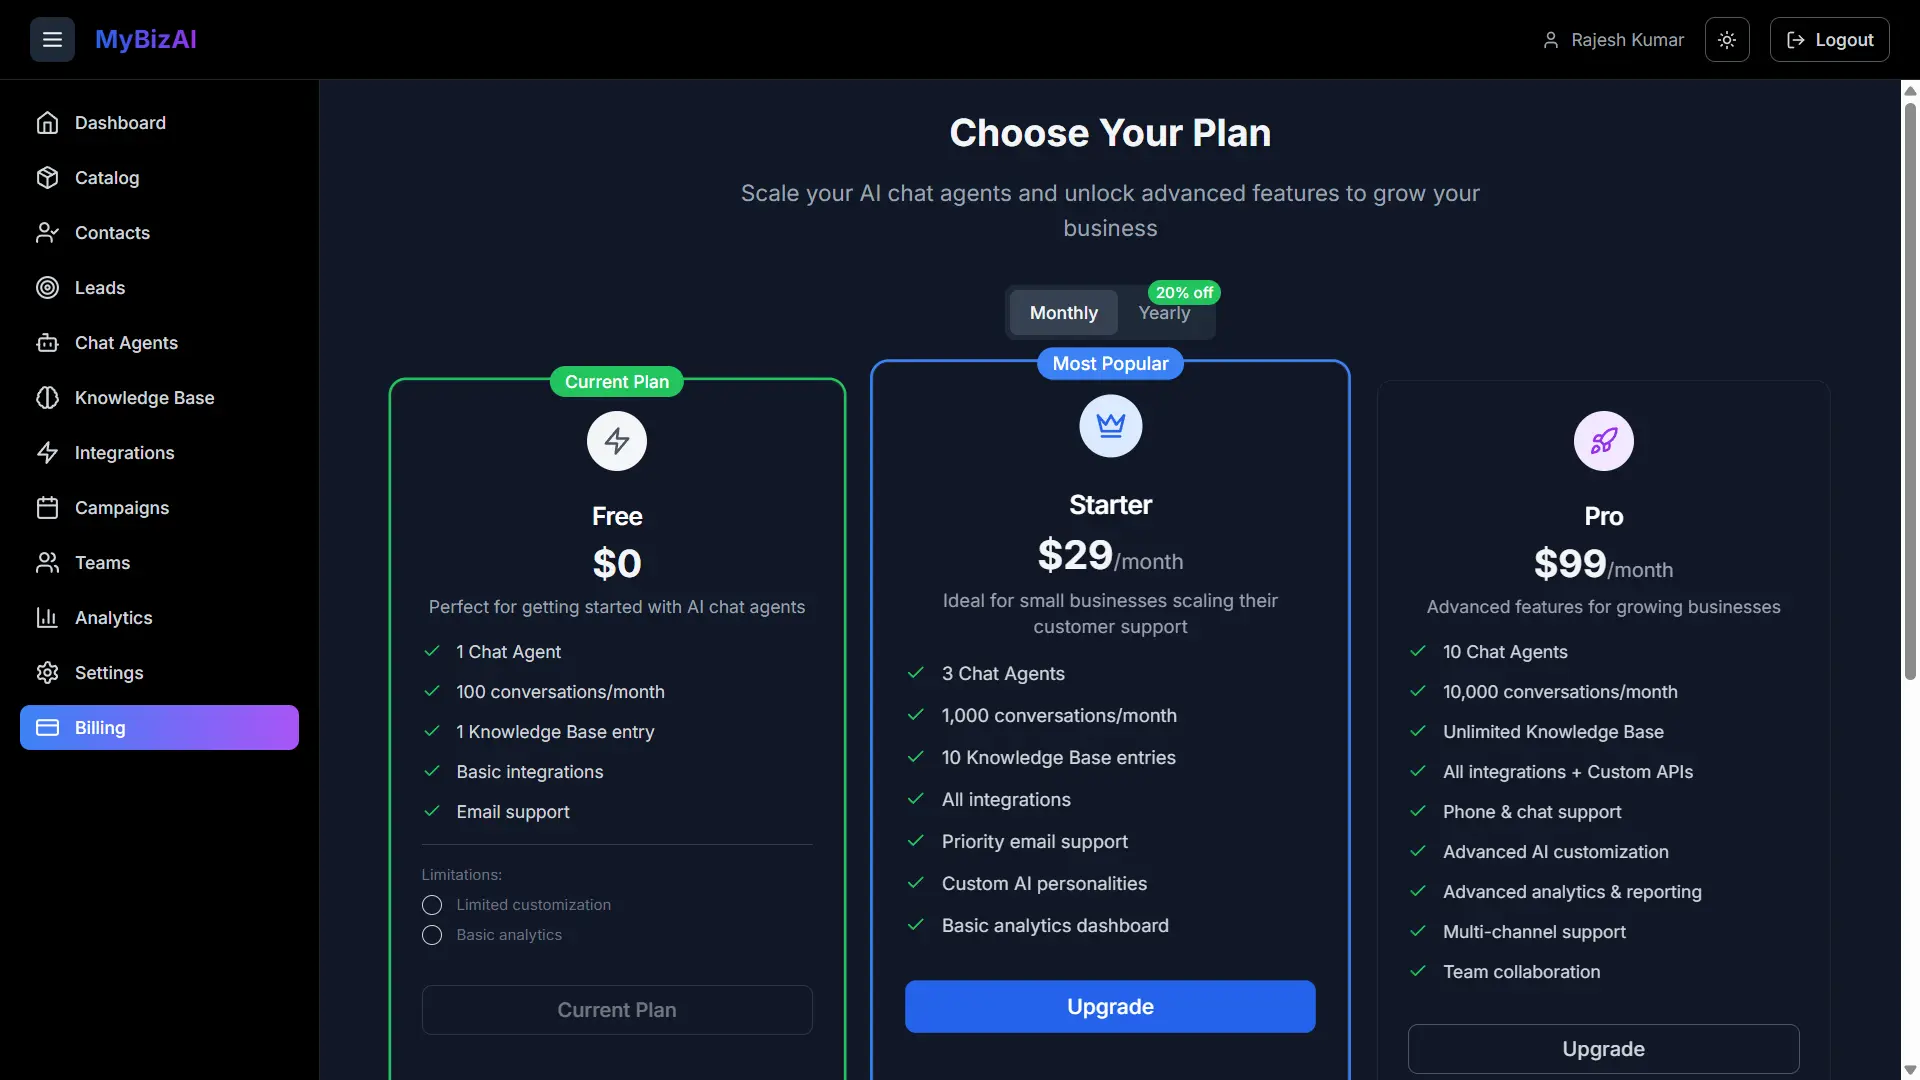 MyBizAI
Rajesh Kumar
Logout
Dashboard
Catalog
Contacts
Leads
Chat Agents
Knowledge Base
Integrations
Campaigns
Teams
Analytics
Settings
Billing
Choose Your Plan
Scale your AI chat agents and unlock advanced features to grow your
business
Monthly
Yearly
20% off
Current Plan
Free
$0
Perfect for getting started with AI chat agents
1 Chat Agent
100 conversations/month
1 Knowledge Base entry
Basic integrations
Email support
Limitations:
Limited customization
Basic analytics
Current Plan
Most Popular
Starter
$29/month
Ideal for small businesses scaling their
customer support
3 Chat Agents
1,000 conversations/month
10 Knowledge Base entries
All integrations
Priority email support
Custom AI personalities
Basic analytics dashboard
Upgrade
Pro
$99/month
Advanced features for growing businesses
10 Chat Agents
10,000 conversations/month
Unlimited Knowledge Base
All integrations + Custom APIs
Phone & chat support
Advanced AI customization
Advanced analytics & reporting
Multi-channel support
Team collaboration
Upgrade